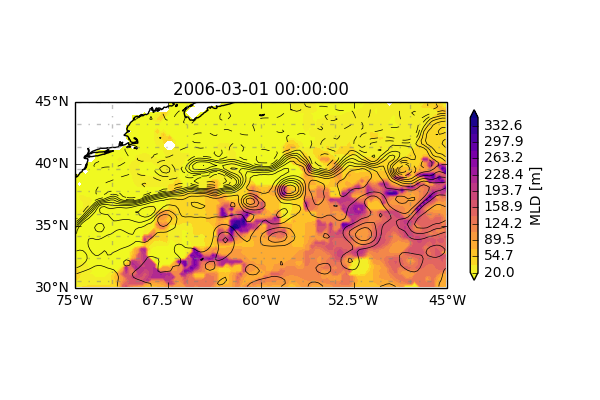 2006-03-01 00:00:00
45°N
40°N
35°N
30°N
75°W
67.5°W
60°W
52.5°W
45°W
332.6
297.9
263.2
228.4
193.7
158.9
124.2
89.5
54.7
20.0
MLD [m]